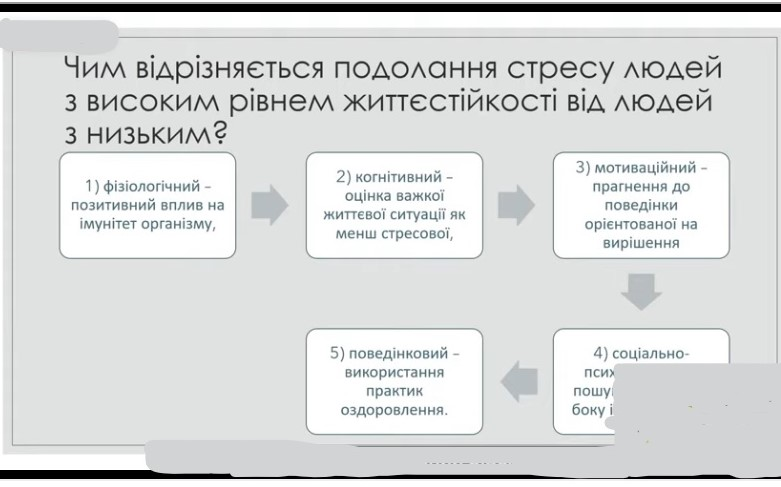 Чим відрізняється подолання стресу людей
з високим рівнем життєстійкості від людей
з низьким?
1) фізіологічний –
позитивний вплив на
імунітет організму,
2) когнітивний –
оцінка важкої
життєвої ситуації як
менш стресової,
3) мотиваційний –
прагнення до
поведінки
орієнтованої на
вирішення
4) соціально-
боку
5) поведінковий –
використання
практик
оздоровлення.